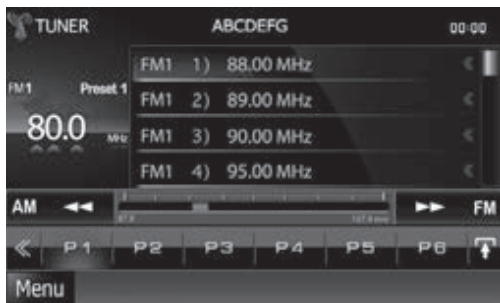 TUNER ABCDEFG 00:00
FM1 1) 88.00 MHz
FM1 Preset 1
FM1 2) 89.00 MHz
80.0 MHz
FM1 3) 90.00 MHz
FM1 4) 95.00 MHz
AM FM
P1 P2 P3 P4 P5 P6
Menu